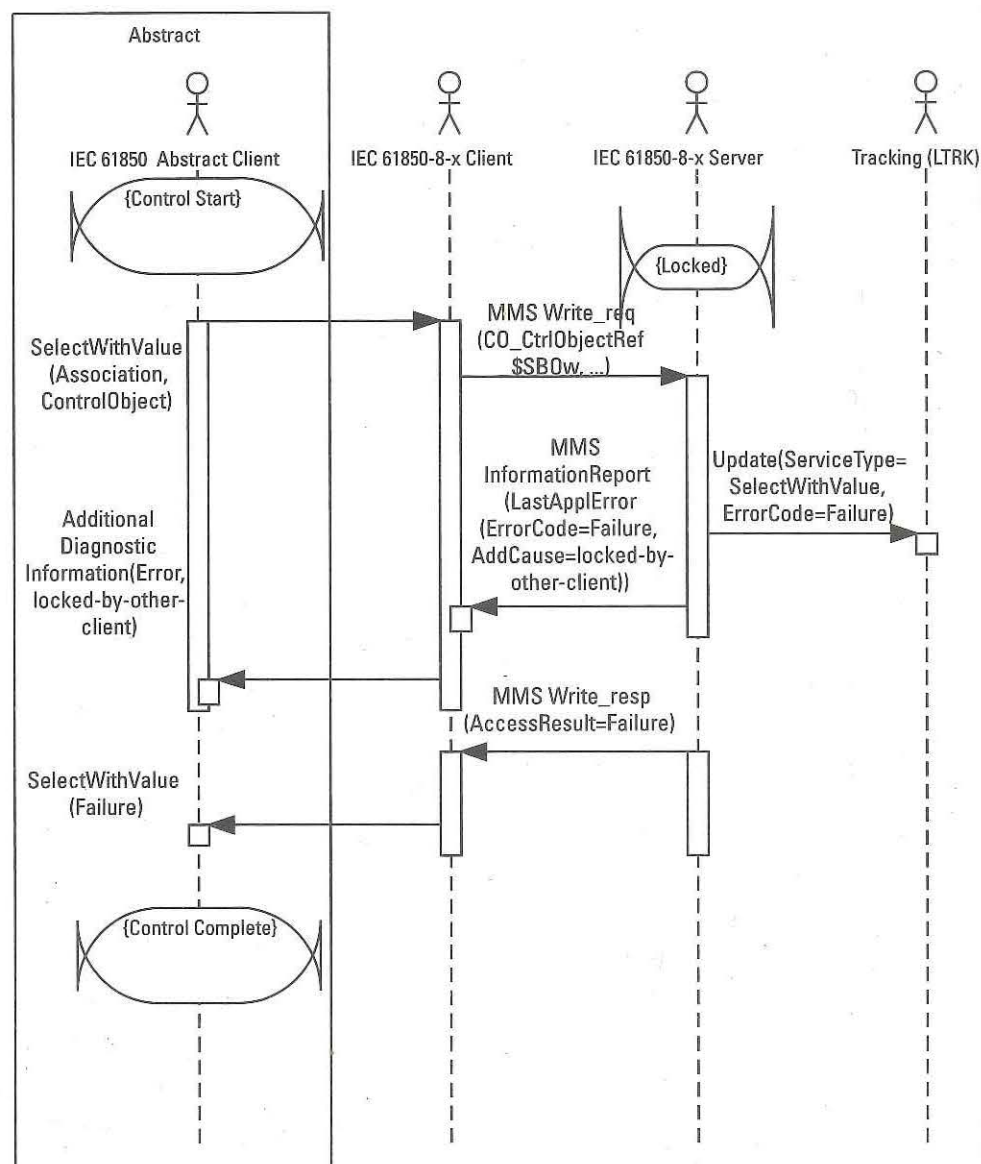 Abstract
IEC 61850 Abstract Client
IEC 61850-8-x Client
IEC 61850-8-x Server
Tracking (LTRK)
{Control Start}
{Locked}
SelectWithValue
(Association,
ControlObject)
MMS Write_req
(CO_CtrlObjectRef
$SBOw, ...)
MMS
InformationReport
(LastApplError
(ErrorCode=Failure,
AddCause=locked-by-
other-client))
Update(ServiceType=
SelectWithValue,
ErrorCode=Failure)
Additional
Diagnostic
Information(Error,
locked-by-other-
client)
MMS Write_resp
(AccessResult=Failure)
SelectWithValue
(Failure)
{Control Complete}